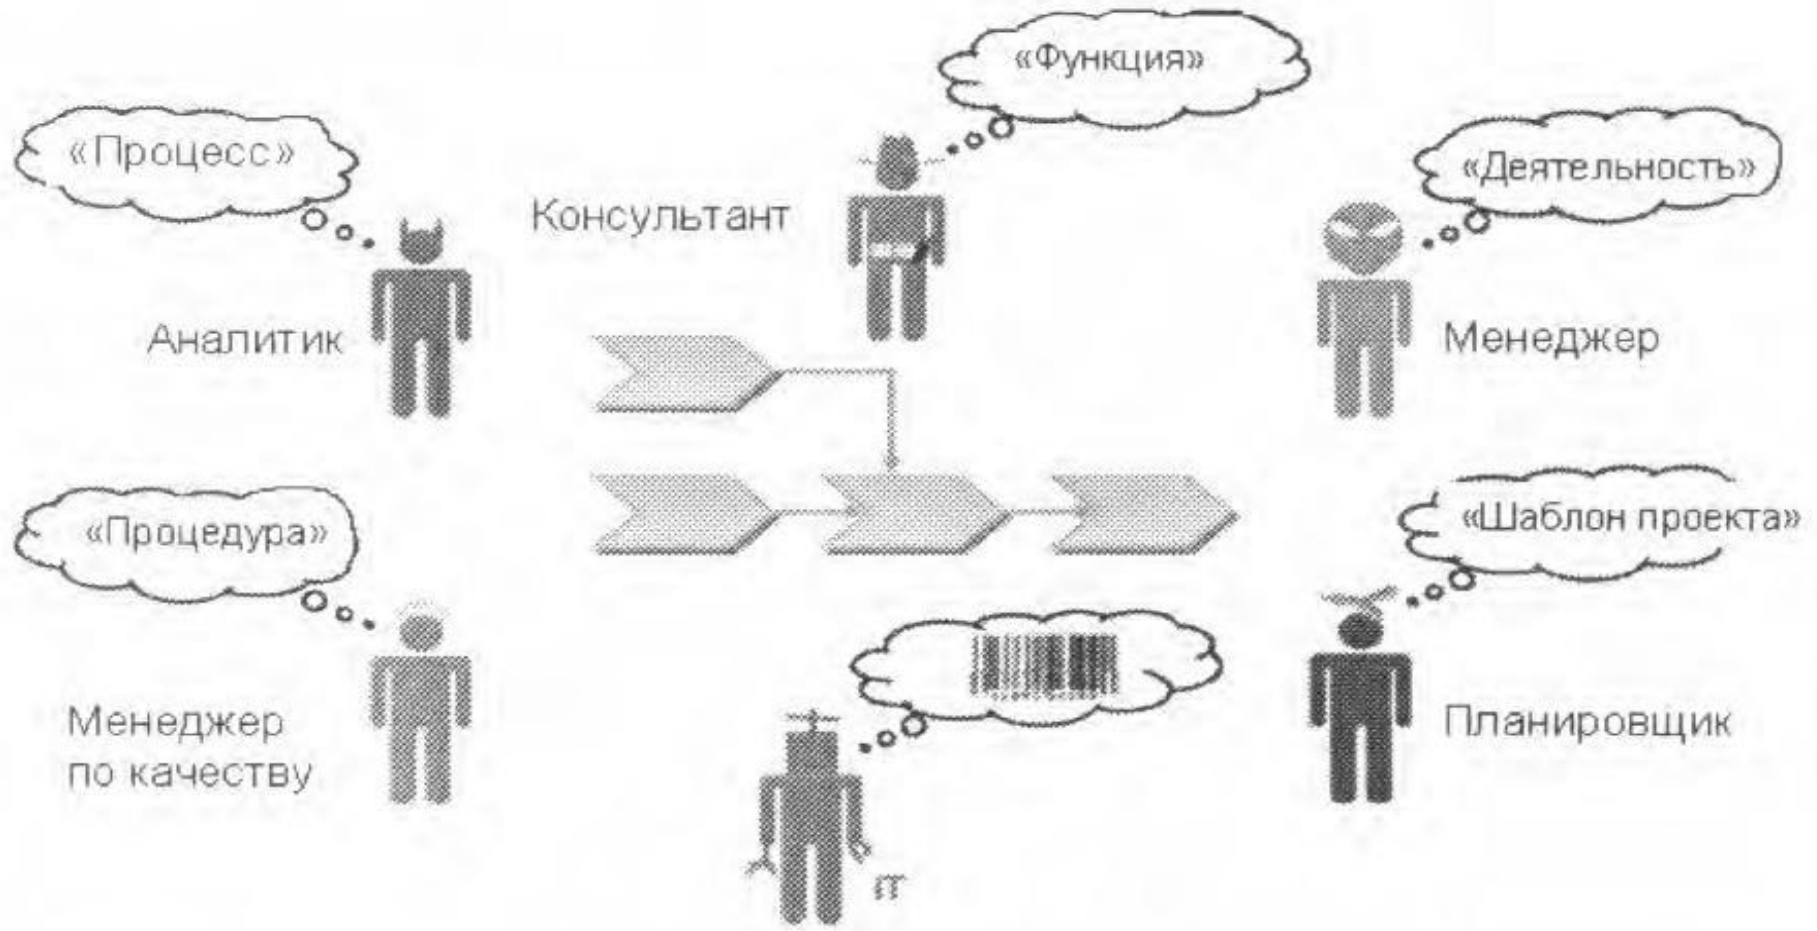 «Функция»
«Процесс»
«Деятельность»
Консультант
Аналитик
Менеджер
«Процедура»
«Шаблон проекта»
Менеджер
по качеству
Планировщик
IT